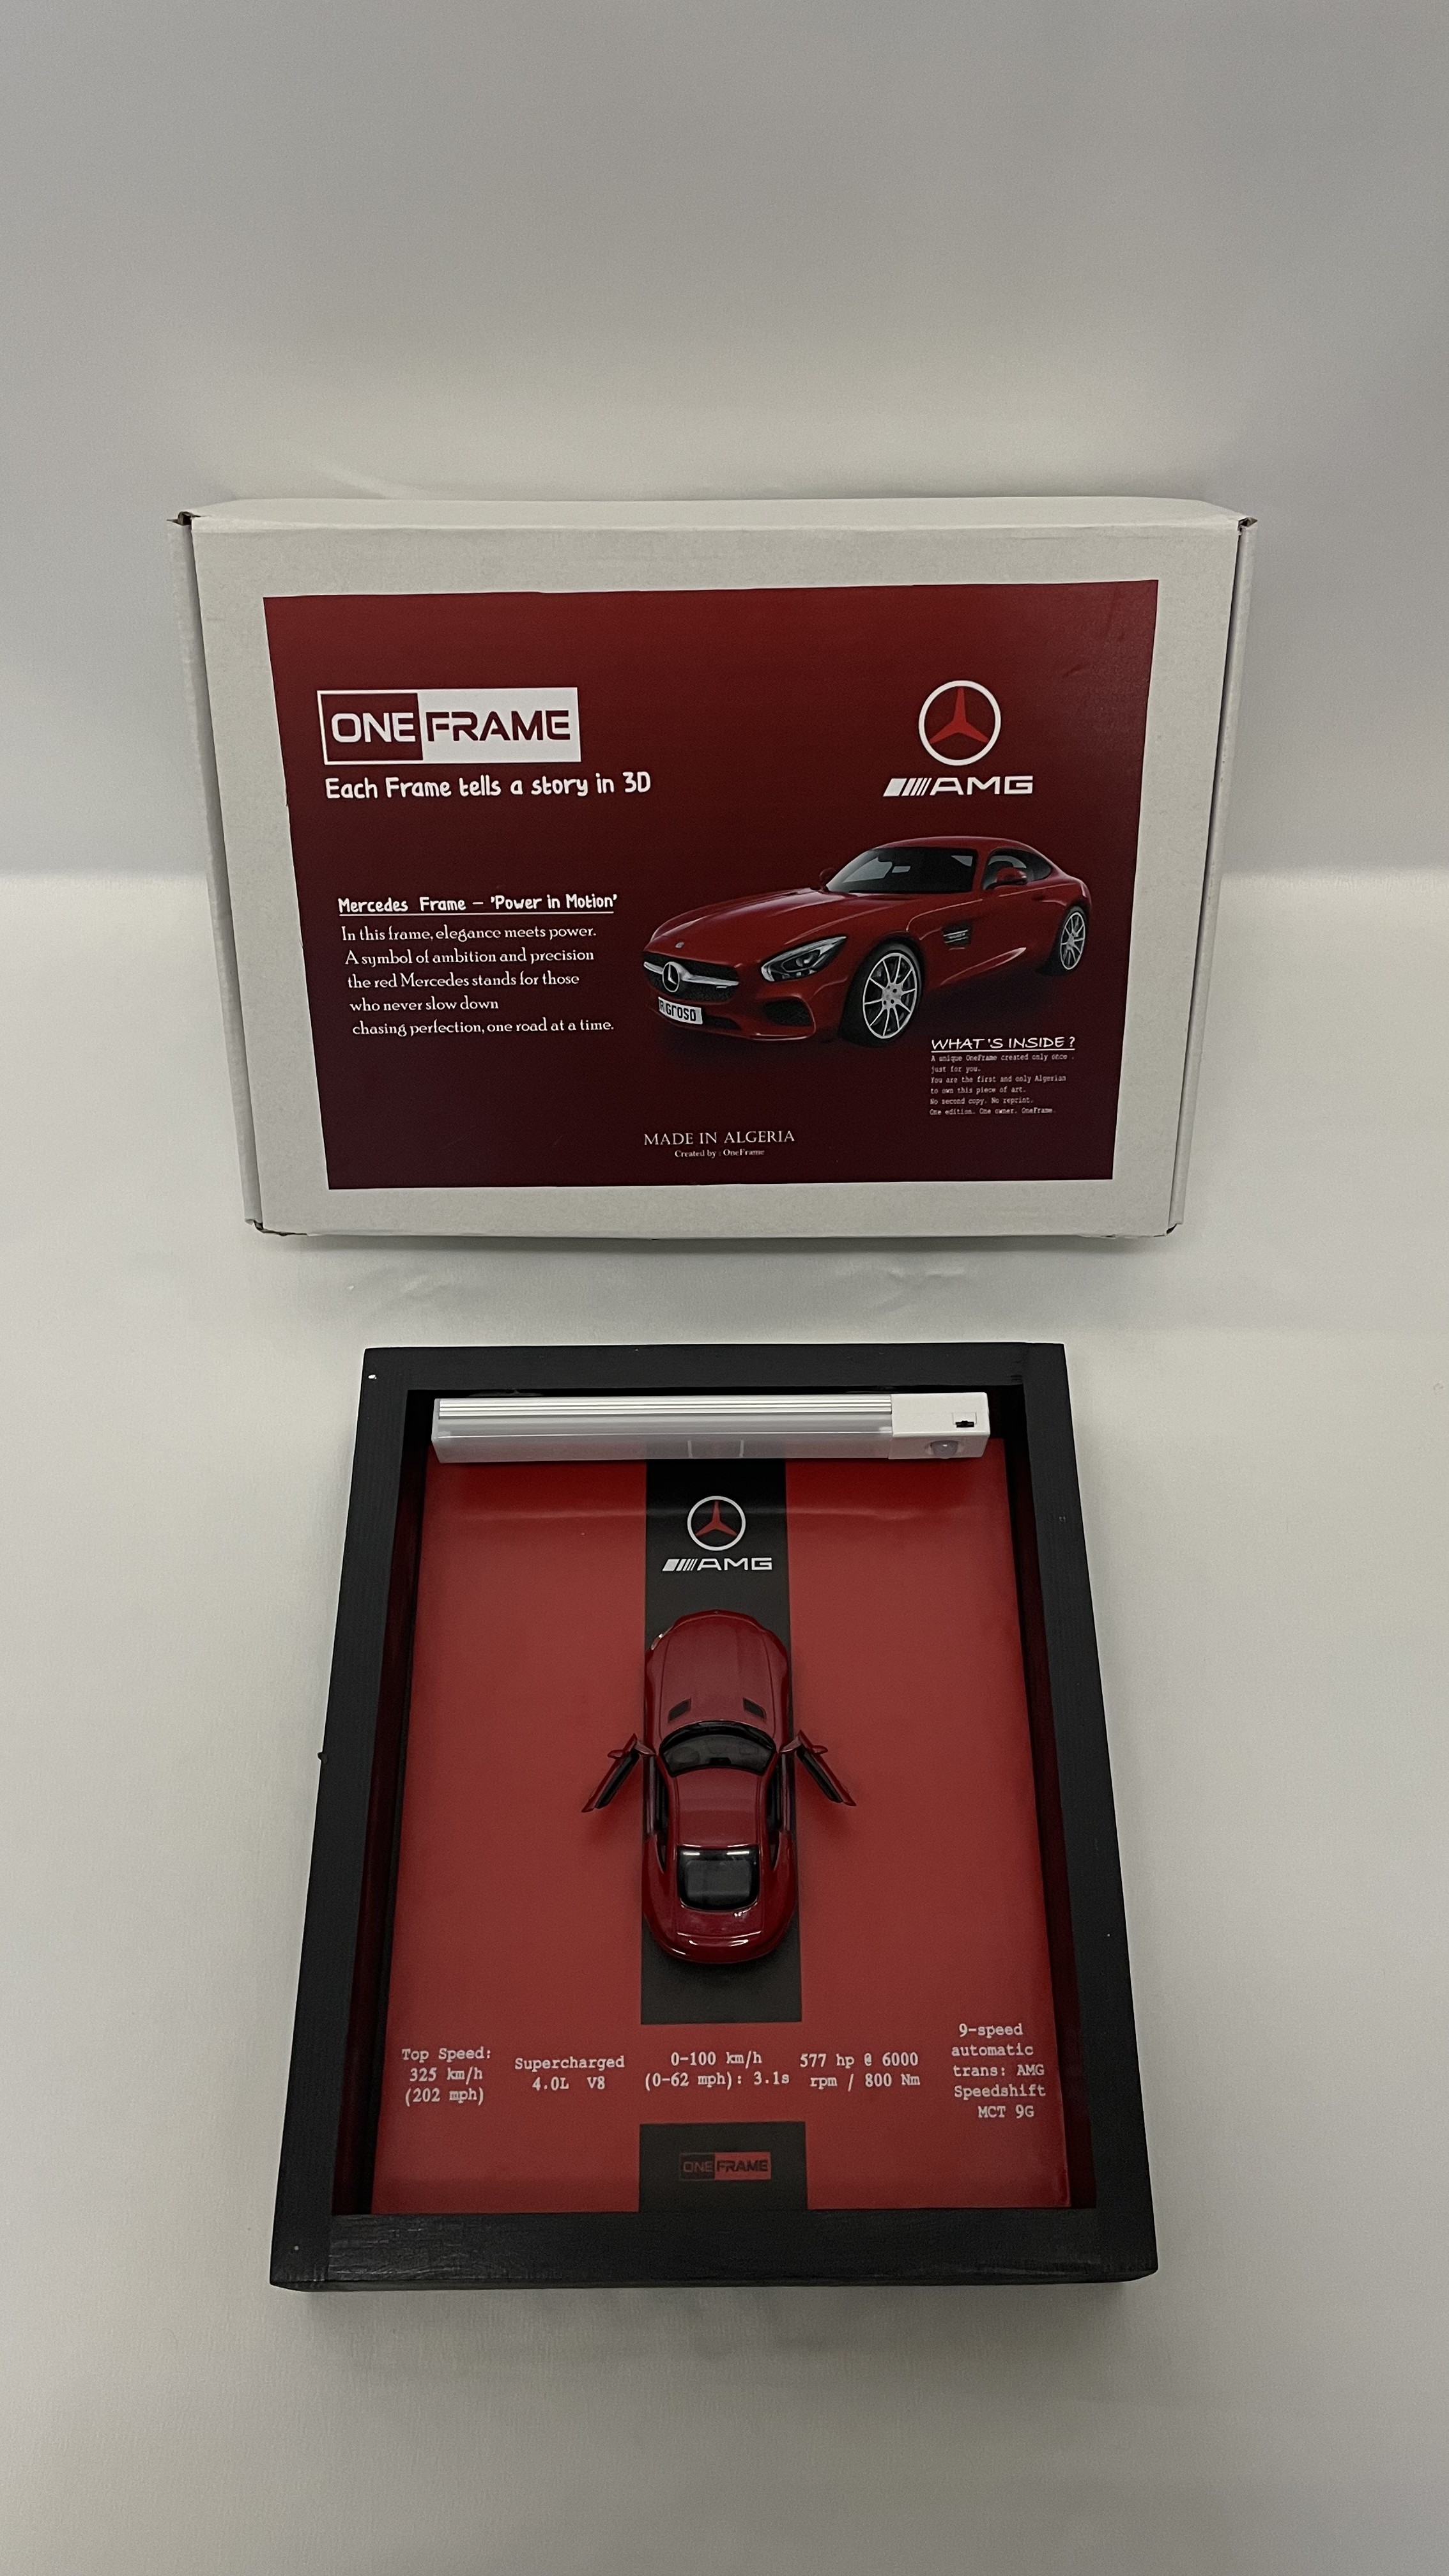 ONE FRAME
Each Frame tells a story in 3D
AMG
Mercedes Frame – 'Power in Motion'
In this frame, elegance meets power.
A symbol of ambition and precision
the red Mercedes stands for those
who never slow down
chasing perfection, one road at a time.
WHAT'S INSIDE ?
A unique OneFrame created only once .
just for you.
You are the first and only Algerian
to own this piece of art.
No second copy. No reprint.
One edition. One owner. OneFrame.
MADE IN ALGERIA
Created by : OneFrame
AMG
Top Speed:
325 km/h
(202 mph)
Supercharged
4.0L V8
0-100 km/h
(0-62 mph): 3.1s
577 hp @ 6000
rpm / 800 Nm
9-speed
automatic
trans: AMG
Speedshift
MCT 9G
ONE FRAME